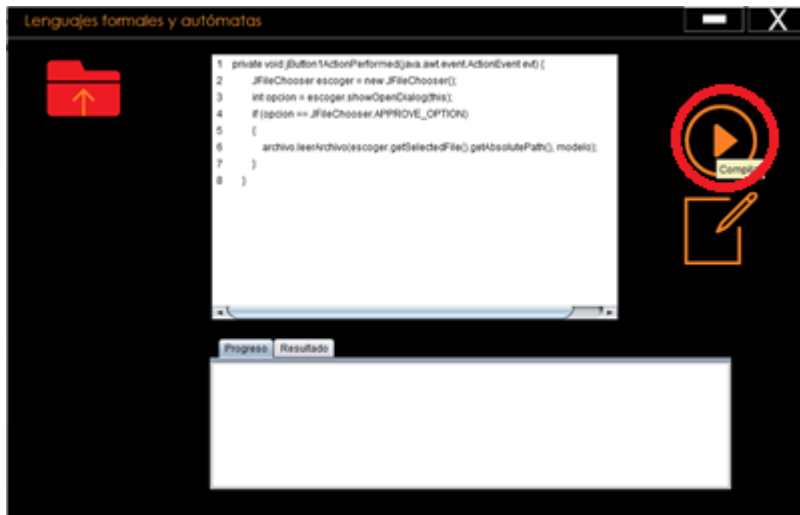 Lenguajes formales y autómatas
X
1 private void jButton1ActionPerformed(java.awt.event.ActionEvent evt) {
2 JFileChooser escoger = new JFileChooser();
3 int opcion = escoger.showOpenDialog(this);
4 if (opcion == JFileChooser.APPROVE_OPTION)
5 {
6 archivo.leerArchivo(escoger.getSelectedFile().getAbsolutePath(), modelo);
7 }
8 }
Compilar
Progreso Resultado